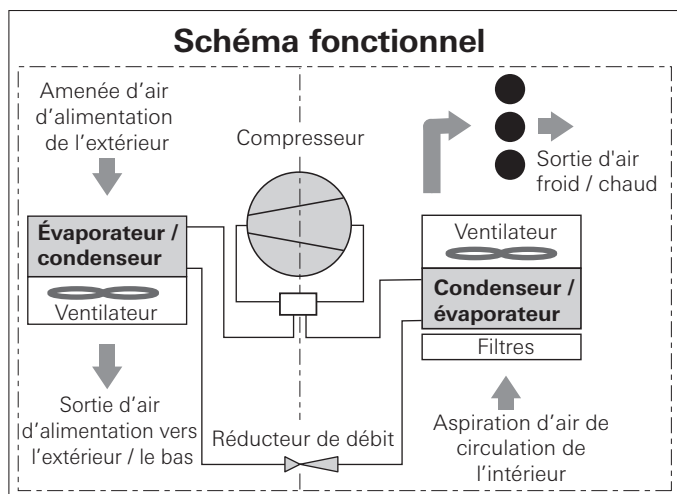 Schéma fonctionnel
Amenée d’air
d’alimentation
de l’extérieur
Compresseur
Sortie d'air
froid / chaud
Évaporateur /
condenseur
Ventilateur
Ventilateur
Condenseur /
évaporateur
Filtres
Sortie d’air
d’alimentation vers
l’extérieur / le bas
Réducteur de débit
Aspiration d’air de
circulation de
l’intérieur